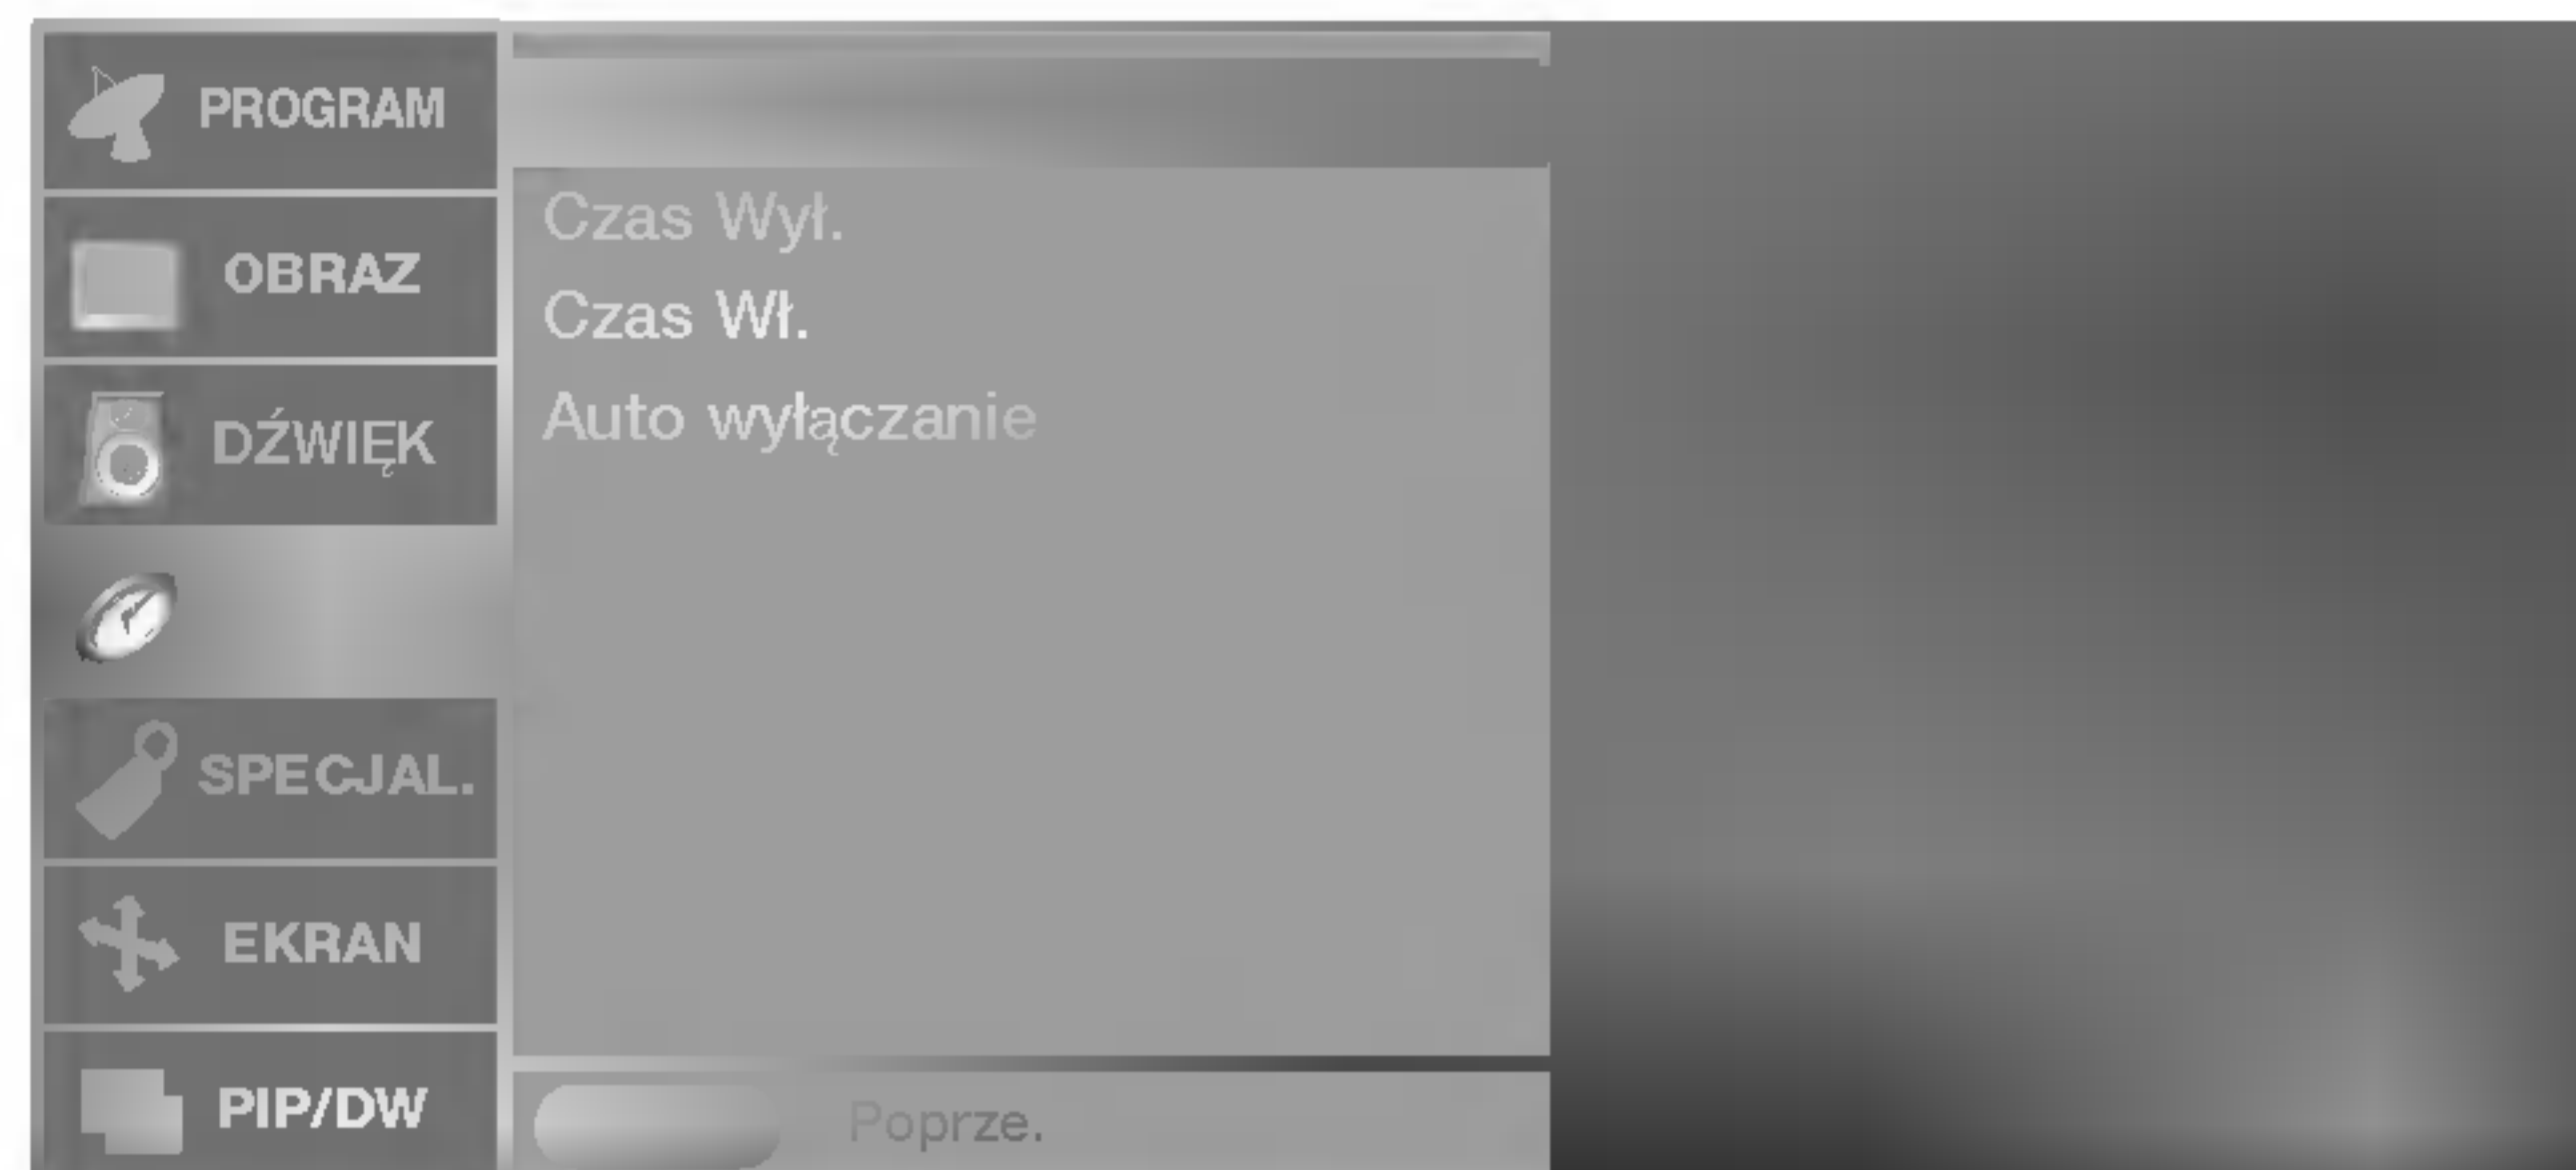 PROGRAM
OBRAZ
DŹWIĘK
SPECJAL.
EKRAN
PIP/DW
Czas Wył.
Czas Wł.
Auto wyłączanie
Poprze.